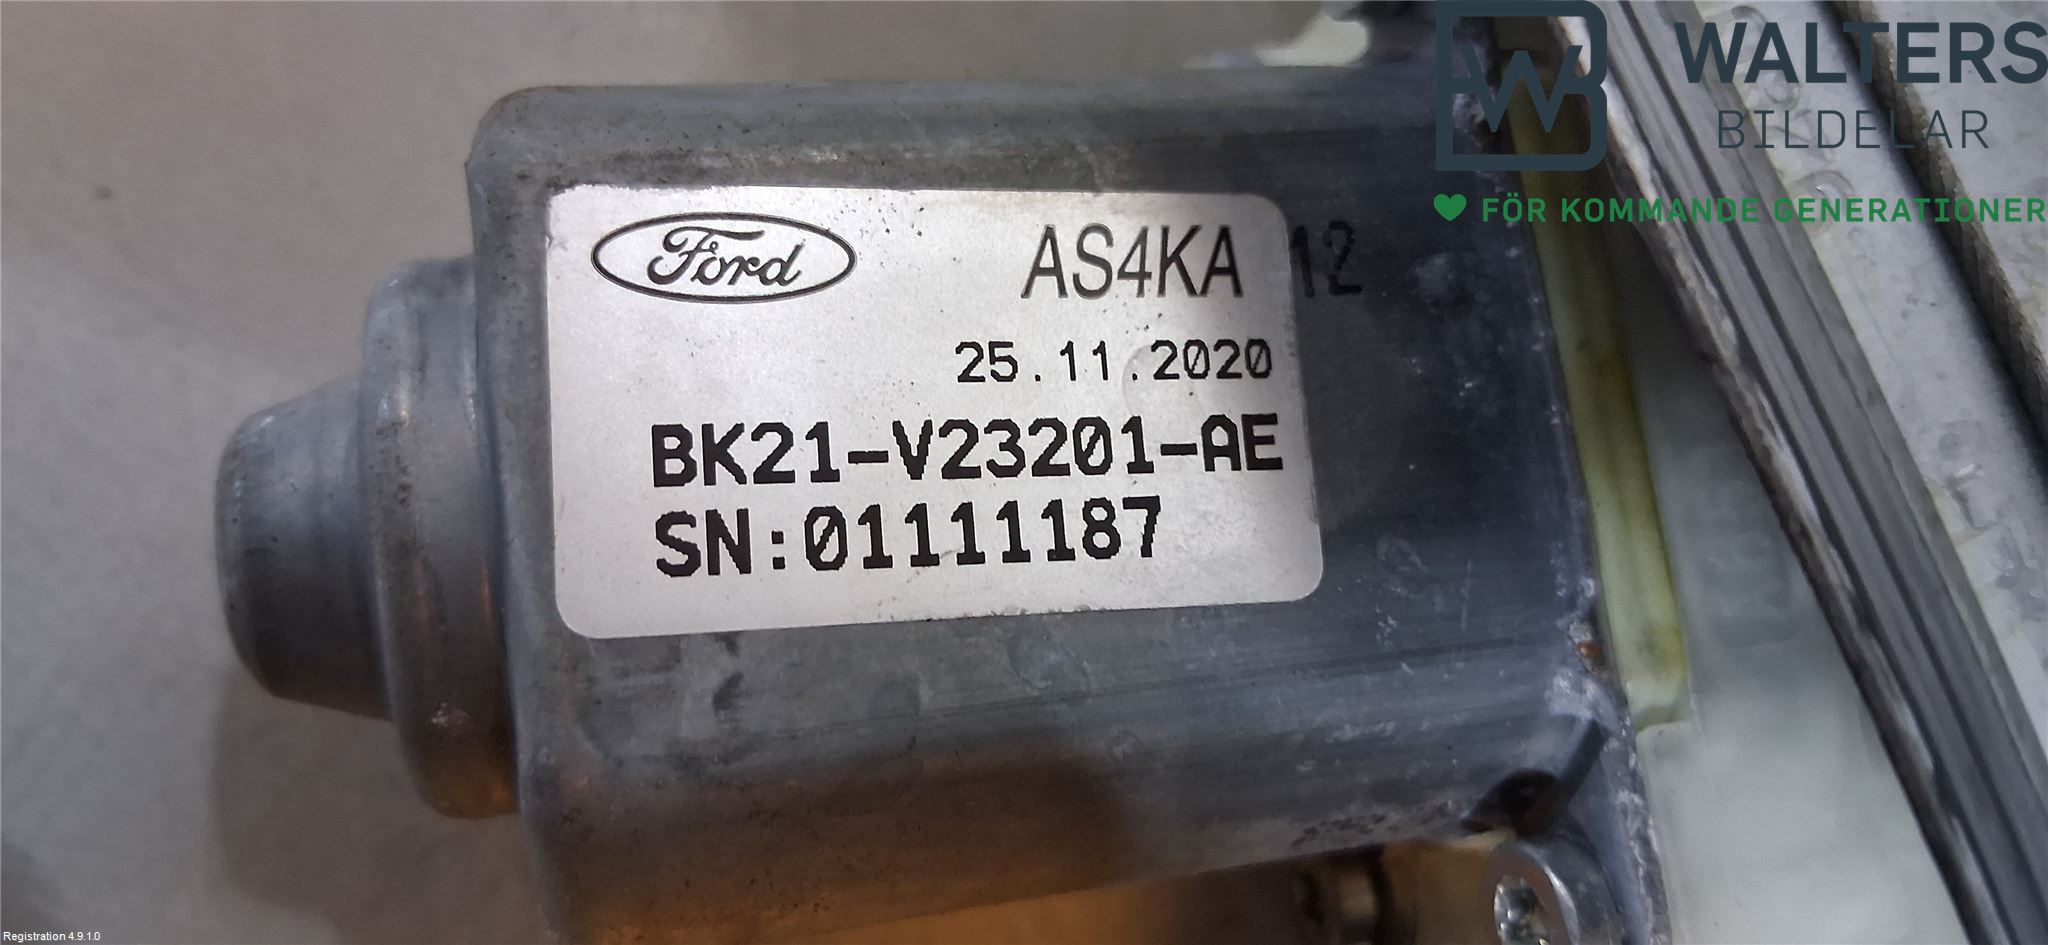 WALTERS
BILDELAR
FÖR KOMMANDE GENERATIONER
Ford
AS4KA 12
25.11.2020
BK21-V23201-AE
SN:01111187
Registration 4.9.1.0